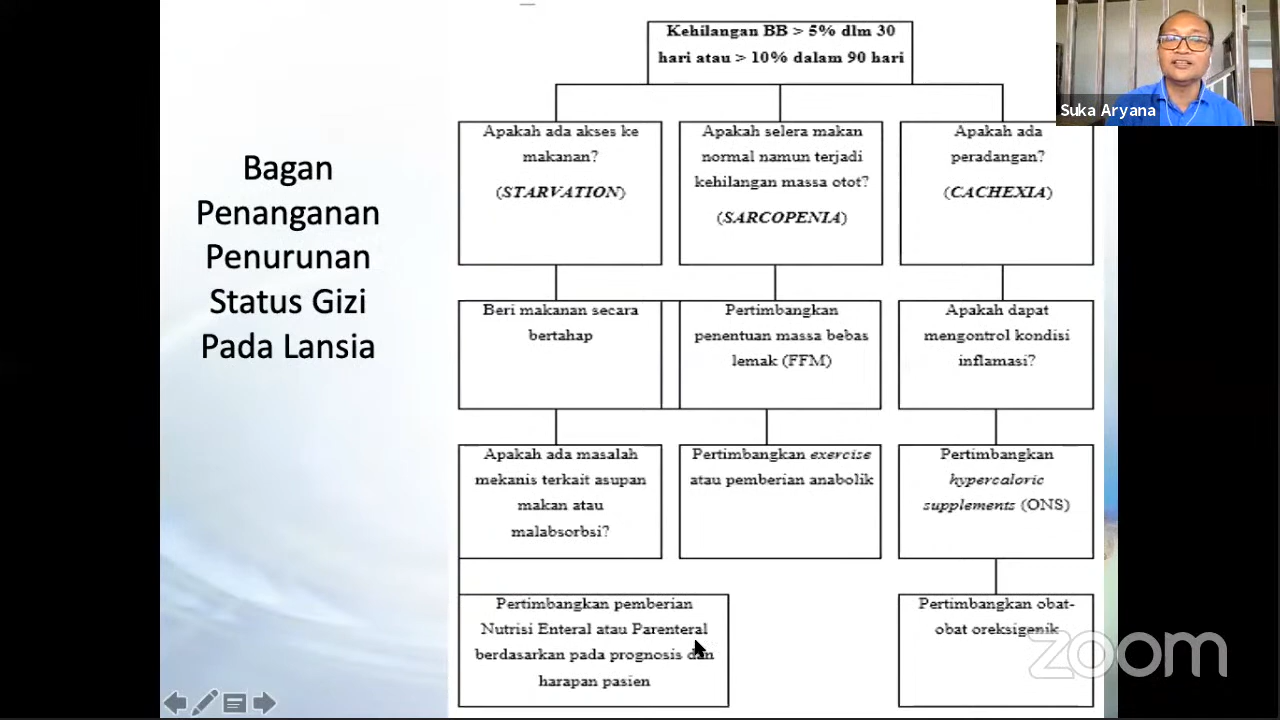 Bagan
Penanganan
Penurunan
Status Gizi
Pada Lansia
Kehilangan BB > 5% dlm 30
hari atau > 10% dalam 90 hari
Apakah ada akses ke
makanan?
(STARVATION)
Apakah selera makan
normal namun terjadi
kehilangan massa otot?
(SARCOPENIA)
Apakah ada
peradangan?
(CACHEXIA)
Beri makanan secara
bertahap
Pertimbangkan
penentuan massa bebas
lemak (FFM)
Apakah dapat
mengontrol kondisi
inflamasi?
Apakah ada masalah
mekanis terkait asupan
makan atau
malabsorbsi?
Pertimbangkan exercise
atau pemberian anabolik
Pertimbangkan
hypercaloric
supplements (ONS)
Pertimbangkan pemberian
Nutrisi Enteral atau Parenteral
berdasarkan pada prognosis dan
harapan pasien
Pertimbangkan obat-
obat oreksigenik
Suka Aryana
zoom